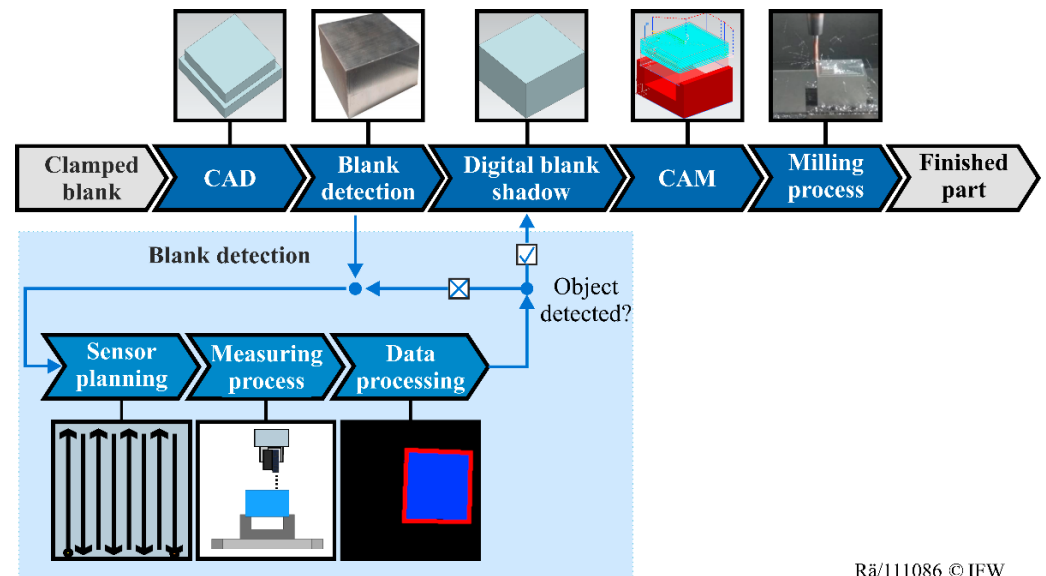 Clamped
blank
CAD
Blank
detection
Digital blank
shadow
CAM
Milling
process
Finished
part
Blank detection
Object
detected?
Sensor
planning
Measuring
process
Data
processing
Rä/111086 © IFW